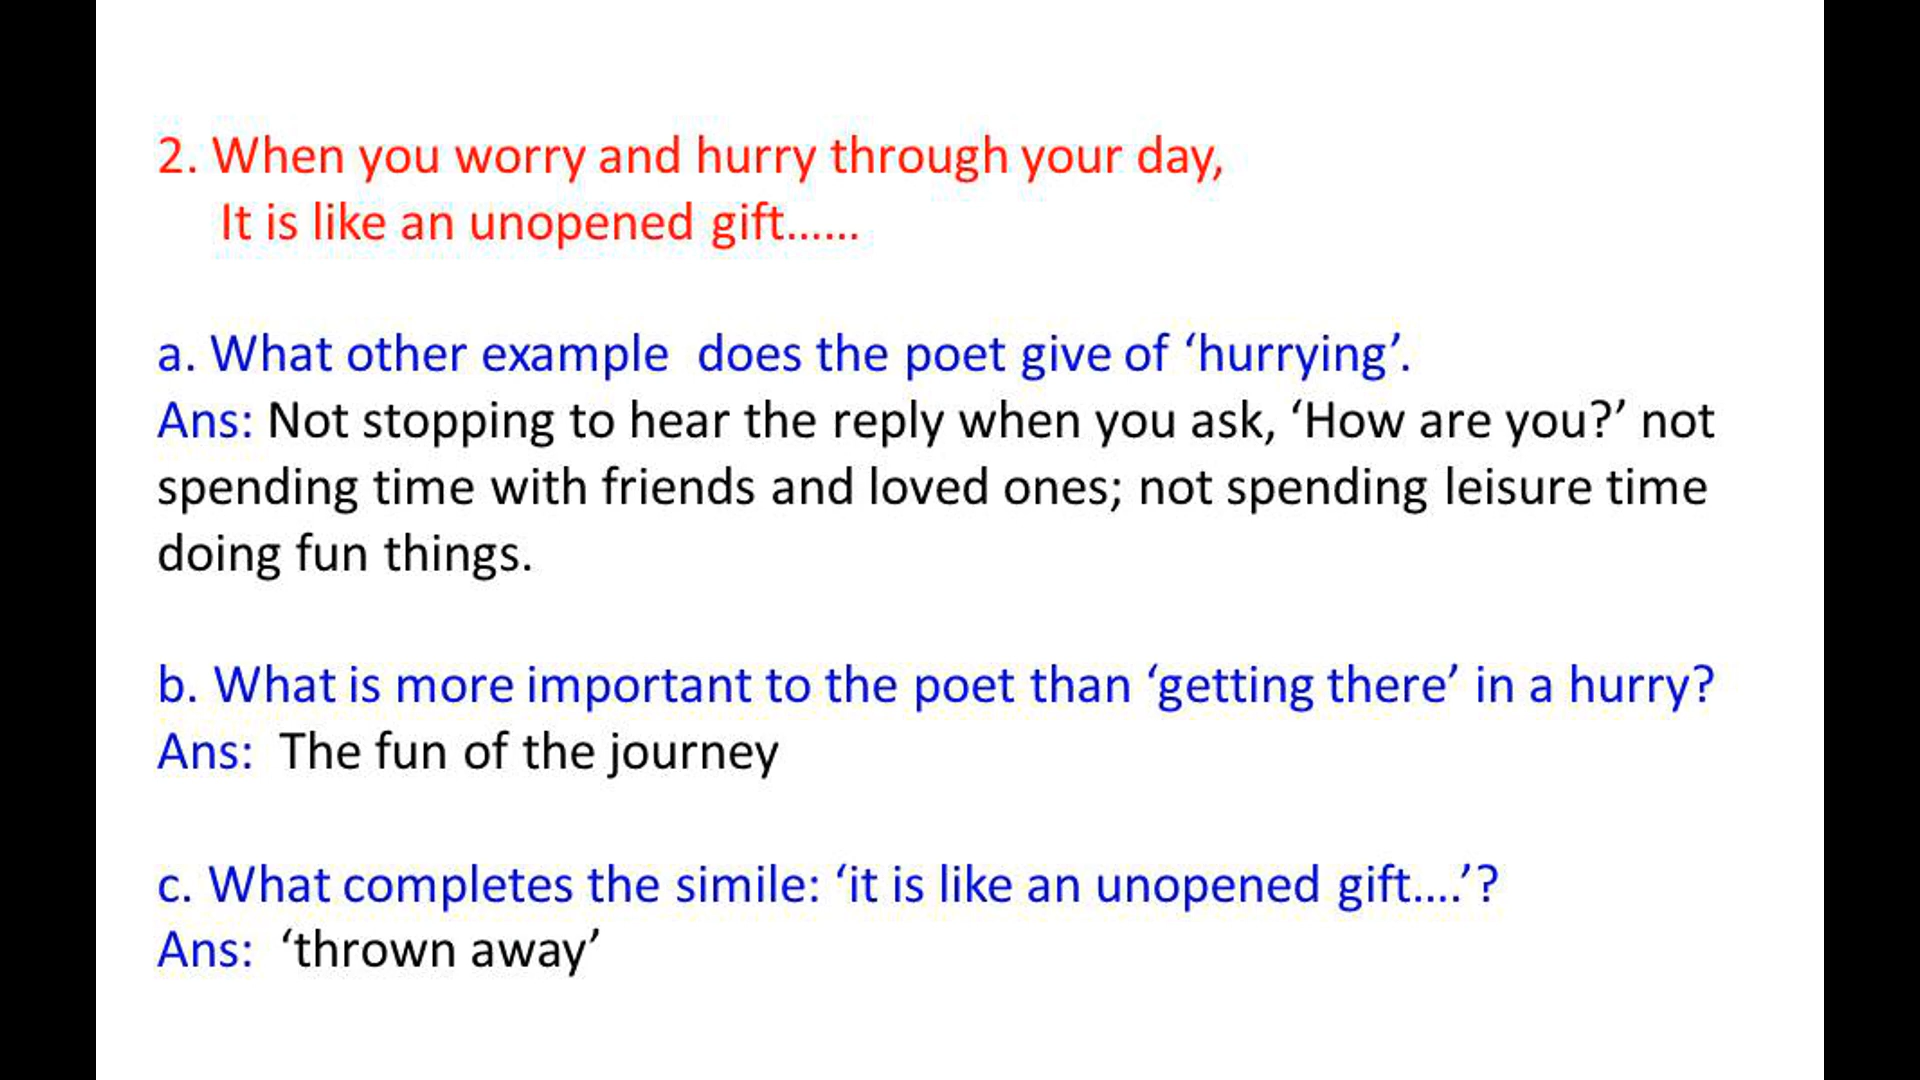 2. When you worry and hurry through your day,
It is like an unopened gift......
a. What other example  does the poet give of ‘hurrying’.
Ans: Not stopping to hear the reply when you ask, ‘How are you?’ not
spending time with friends and loved ones; not spending leisure time
doing fun things.
b. What is more important to the poet than ‘getting there’ in a hurry?
Ans:  The fun of the journey
c. What completes the simile: ‘it is like an unopened gift....’?
Ans:  ‘thrown away’